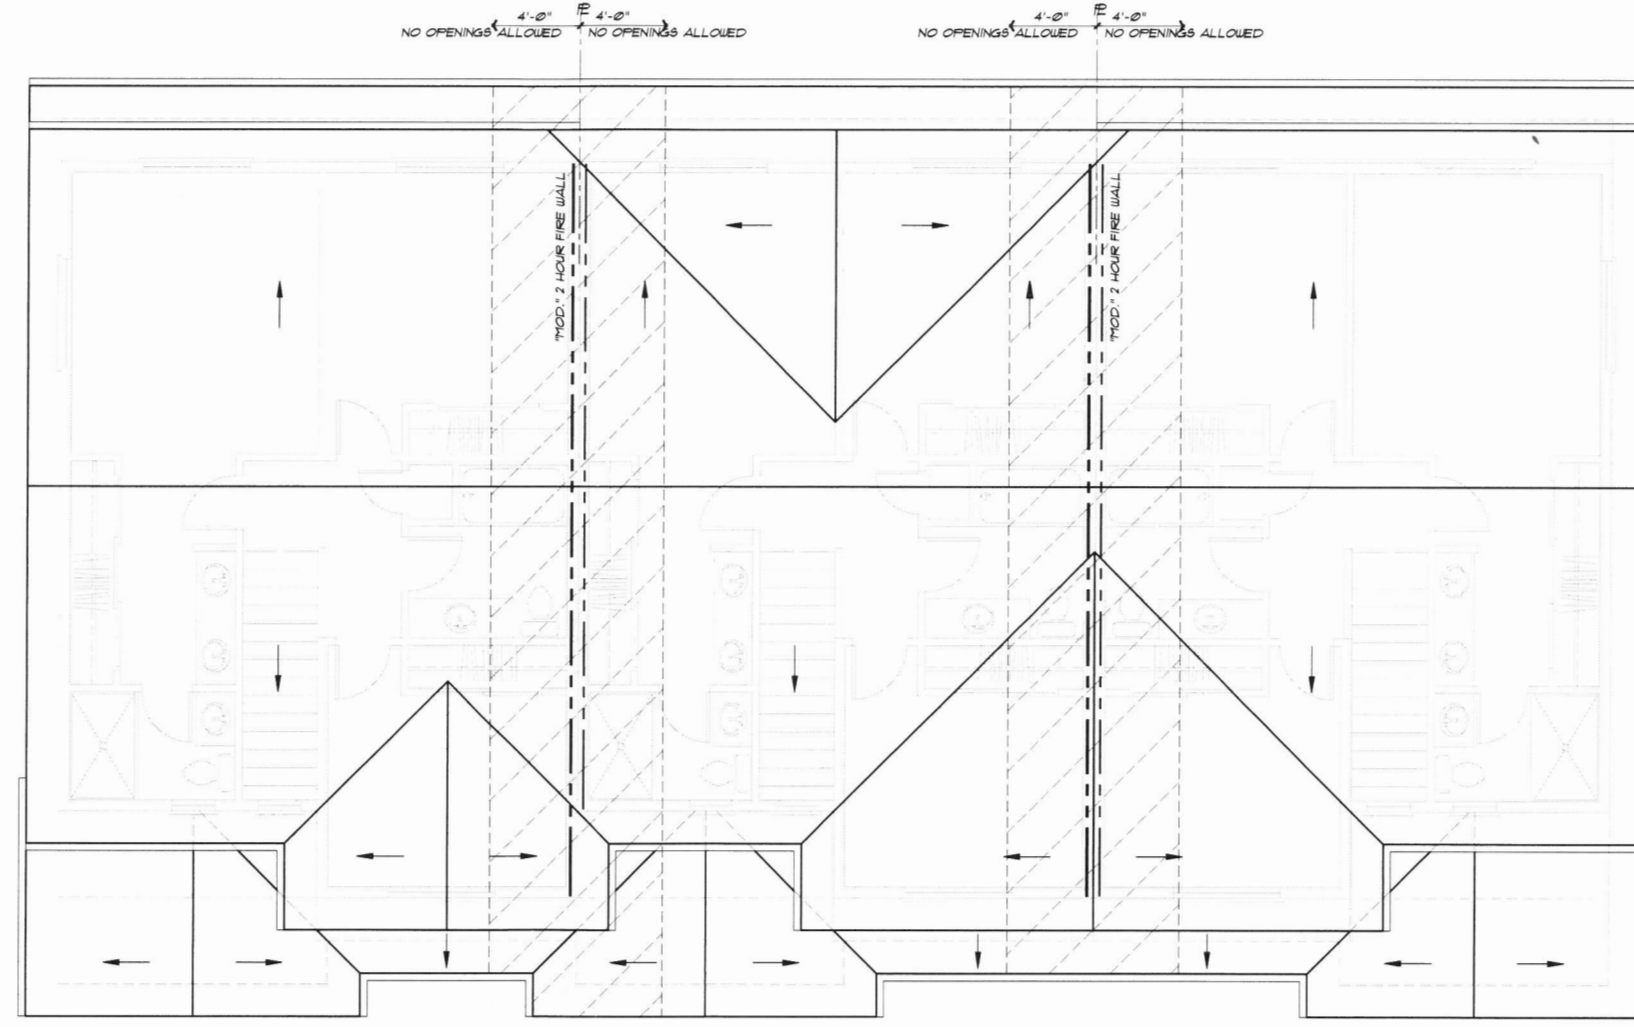 4'-0" PL 4'-0"
NO OPENINGS ALLOWED NO OPENINGS ALLOWED
4'-0" PL 4'-0"
NO OPENINGS ALLOWED NO OPENINGS ALLOWED
"MOD." 2 HOUR FIRE WALL
"MOD." 2 HOUR FIRE WALL